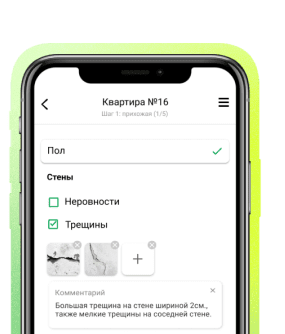 Квартира №16
Шаг 1: прихожая (1/5)
Пол
Стены
Неровности
Трещины
Комментарий
Большая трещина на стене шириной 2см.,
также мелкие трещины на соседней стене.